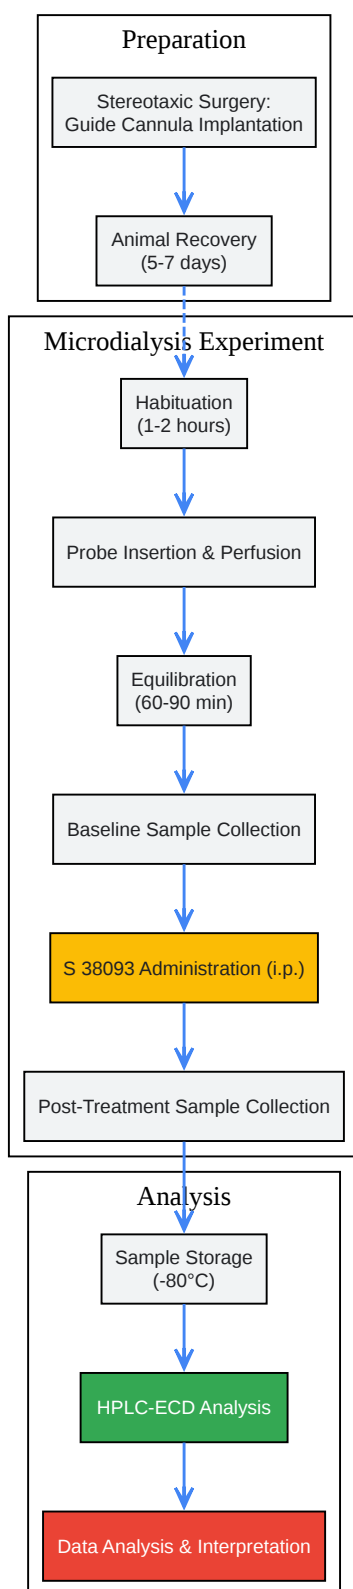 Preparation
Stereotaxic Surgery:
Guide Cannula Implantation
Animal Recovery
(5-7 days)
Microdialysis Experiment
Habituation
(1-2 hours)
Probe Insertion & Perfusion
Equilibration
(60-90 min)
Baseline Sample Collection
S 38093 Administration (i.p.)
Post-Treatment Sample Collection
Analysis
Sample Storage
(-80°C)
HPLC-ECD Analysis
Data Analysis & Interpretation